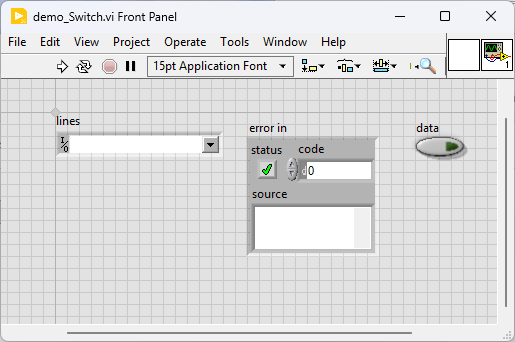 demo_Switch.vi Front Panel
File Edit View Project Operate Tools Window Help
15pt Application Font
1
lines
I/O
error in
status code
d 0
source
data